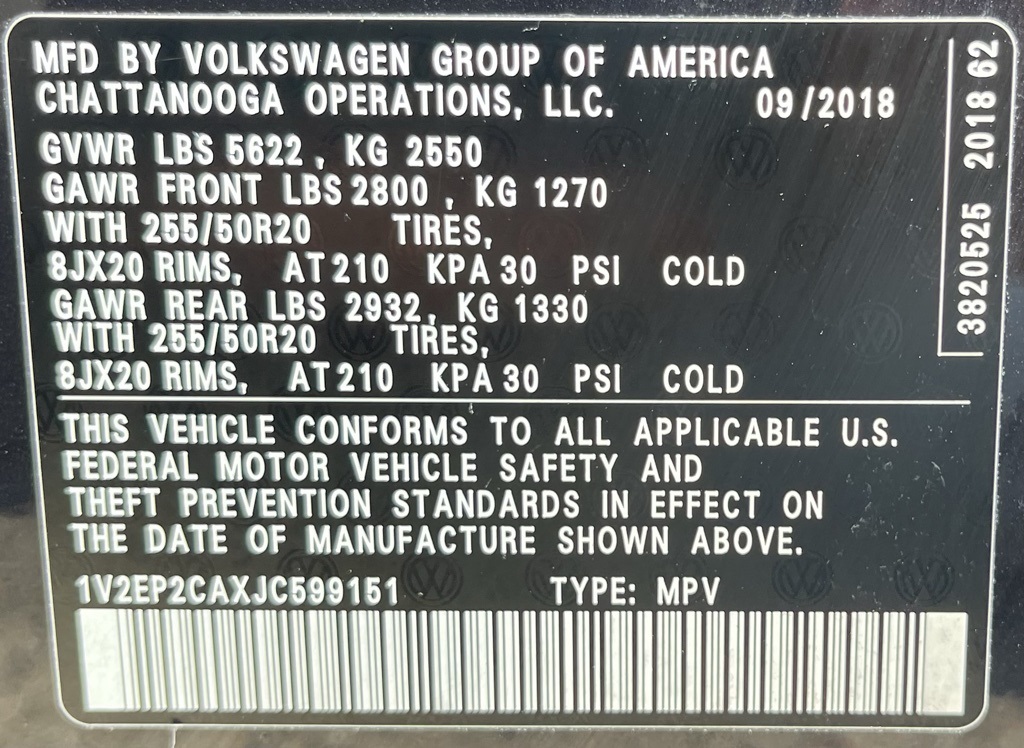 MFD BY VOLKSWAGEN GROUP OF AMERICA
CHATTANOOGA OPERATIONS, LLC. 09/2018
GVWR LBS 5622, KG 2550
GAWR FRONT LBS 2800, KG 1270
WITH 255/50R20 TIRES,
8JX20 RIMS, AT 210 KPA 30 PSI COLD
GAWR REAR LBS 2932, KG 1330
WITH 255/50R20 TIRES,
8JX20 RIMS, AT 210 KPA 30 PSI COLD
THIS VEHICLE CONFORMS TO ALL APPLICABLE U.S.
FEDERAL MOTOR VEHICLE SAFETY AND
THEFT PREVENTION STANDARDS IN EFFECT ON
THE DATE OF MANUFACTURE SHOWN ABOVE.
1V2EP2CAXJC599151 TYPE: MPV
3820525 2018 62